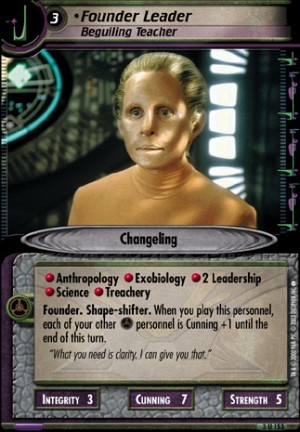 3 •Founder Leader
Beguiling Teacher
Changeling
•Anthropology •Exobiology •2 Leadership
•Science •Treachery
Founder. Shape-shifter. When you play this personnel,
each of your other personnel is Cunning +1 until the
end of this turn.
"What you need is clarity. I can give you that."
INTEGRITY 3 CUNNING 7 STRENGTH 5